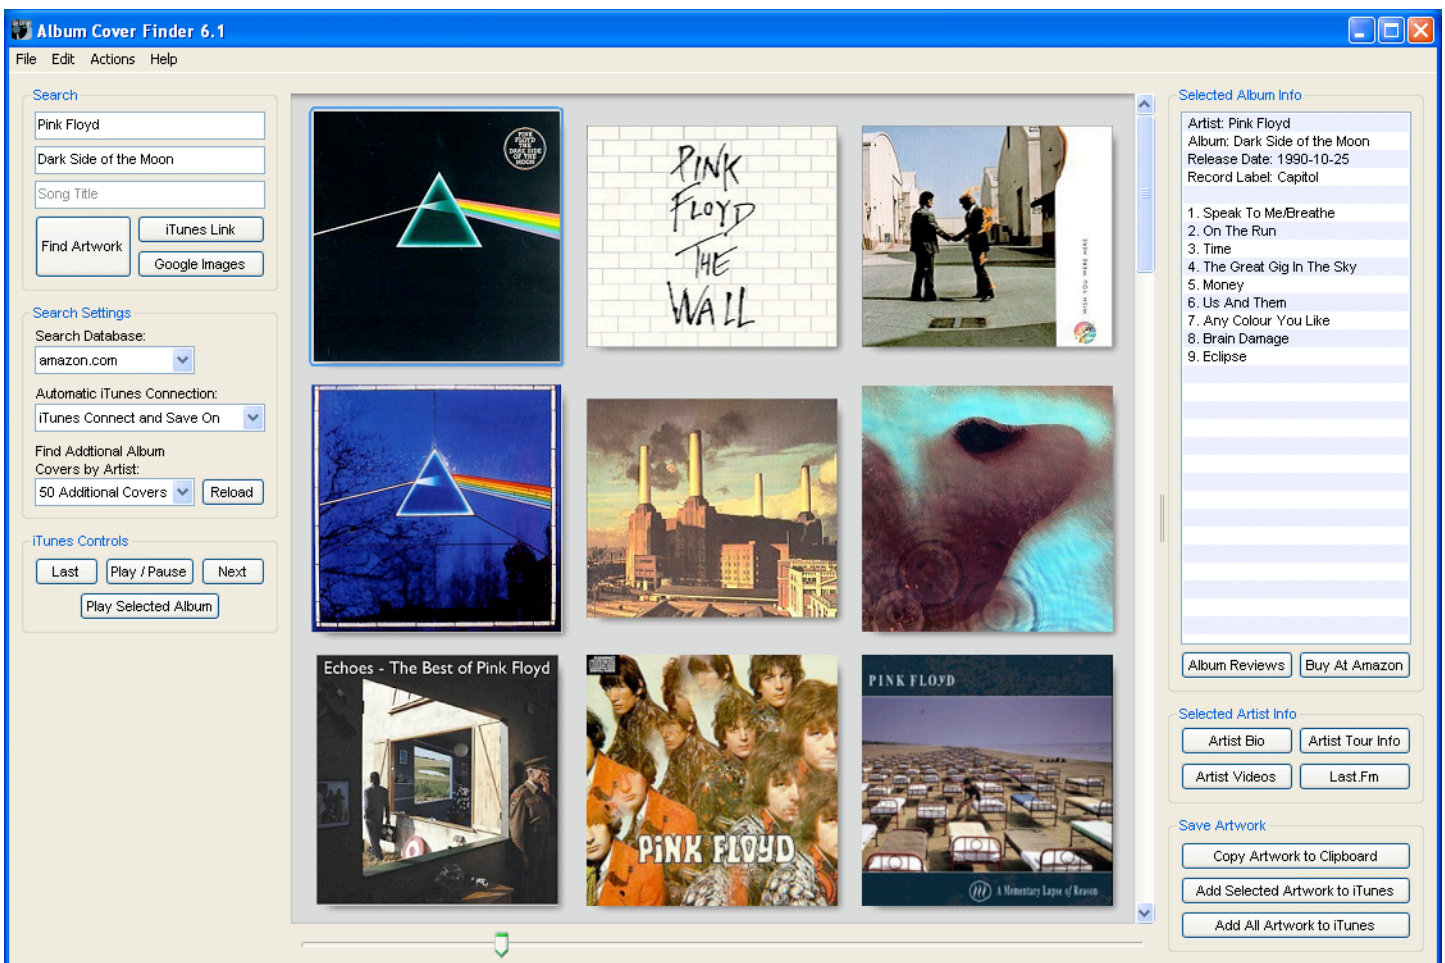 Album Cover Finder 6.1
File Edit Actions Help
Search
Pink Floyd
Dark Side of the Moon
Song Title
Find Artwork
iTunes Link
Google Images
Search Settings
Search Database:
amazon.com
Automatic iTunes Connection:
iTunes Connect and Save On
Find Addtional Album
Covers by Artist:
50 Additional Covers
Reload
iTunes Controls
Last
Play / Pause
Next
Play Selected Album
PINK
FLOYD
THE
DARK SIDE
OF THE
MOON
PINK
FLOYD
THE
WALL
WISH YOU WERE HERE
Echoes - The Best of Pink Floyd
PiNK FLOYD
PINK FLOYD
A Momentary Lapse of Reason
Selected Album Info
Artist: Pink Floyd
Album: Dark Side of the Moon
Release Date: 1990-10-25
Record Label: Capitol
1. Speak To Me/Breathe
2. On The Run
3. Time
4. The Great Gig In The Sky
5. Money
6. Us And Them
7. Any Colour You Like
8. Brain Damage
9. Eclipse
Album Reviews
Buy At Amazon
Selected Artist Info
Artist Bio
Artist Tour Info
Artist Videos
Last.Fm
Save Artwork
Copy Artwork to Clipboard
Add Selected Artwork to iTunes
Add All Artwork to iTunes